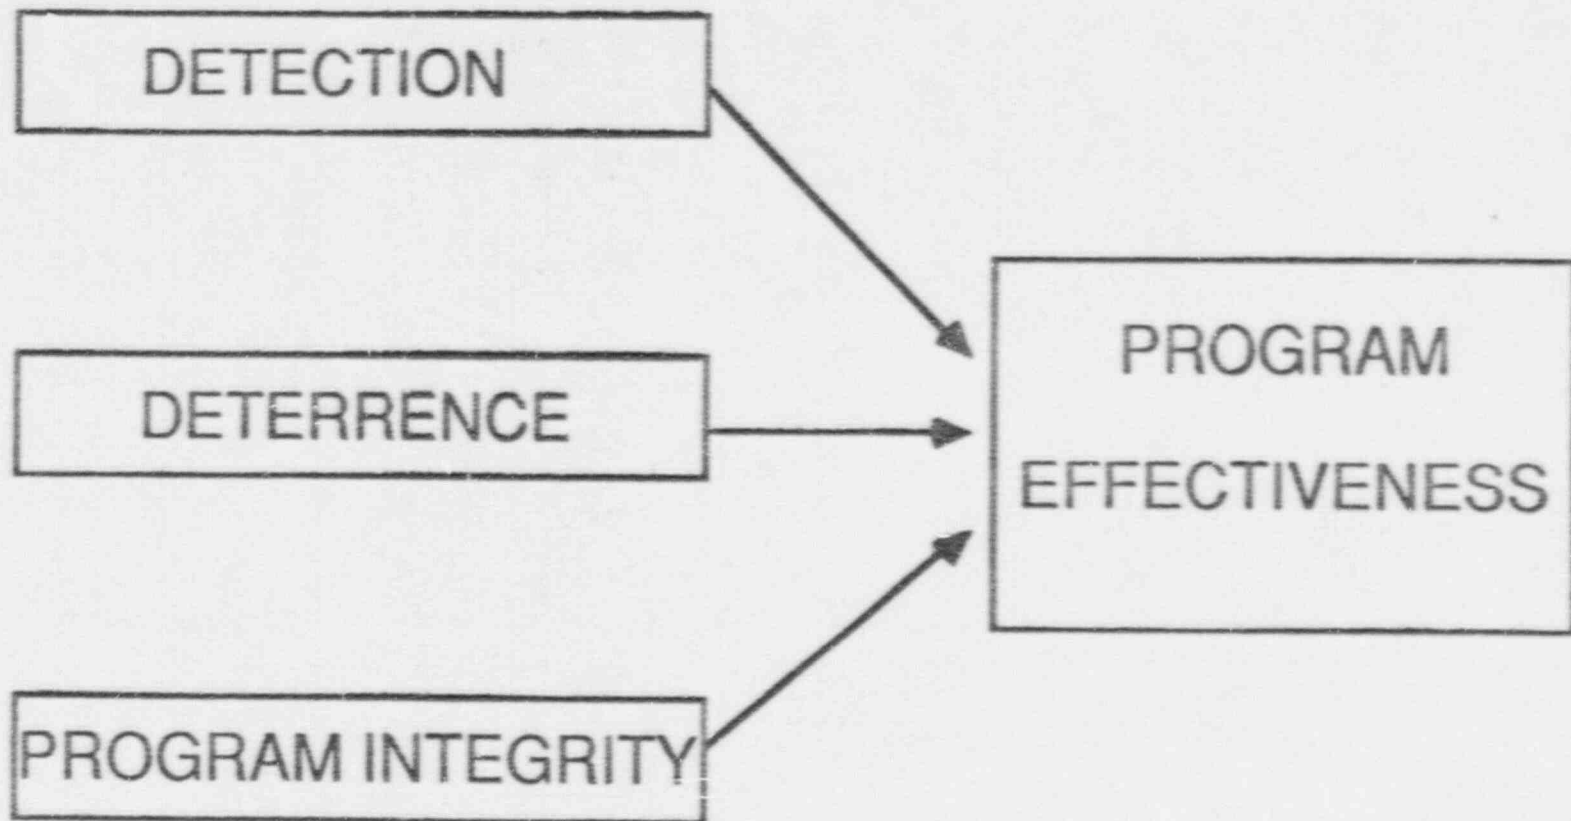 DETECTION
DETERRENCE
PROGRAM INTEGRITY
PROGRAM
EFFECTIVENESS